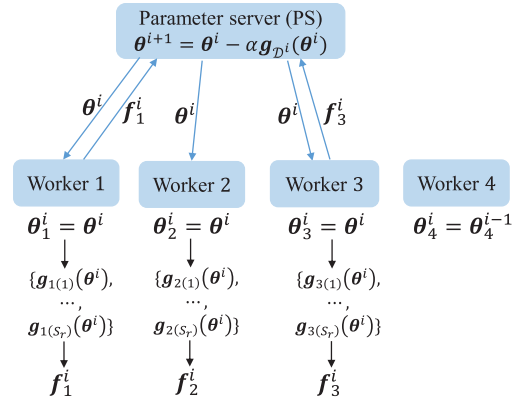 Parameter server (PS)
θ^{i+1} = θ^i − αg_{𝒟^i}(θ^i)
θ^i f_1^i θ^i θ^i f_3^i
Worker 1 Worker 2 Worker 3 Worker 4
θ_1^i = θ^i θ_2^i = θ^i θ_3^i = θ^i θ_4^i = θ_4^{i−1}
{g_{1(1)}(θ^i), {g_{2(1)}(θ^i), {g_{3(1)}(θ^i),
…, …, …,
g_{1(S_r)}(θ^i)} g_{2(S_r)}(θ^i)} g_{3(S_r)}(θ^i)}
f_1^i f_2^i f_3^i